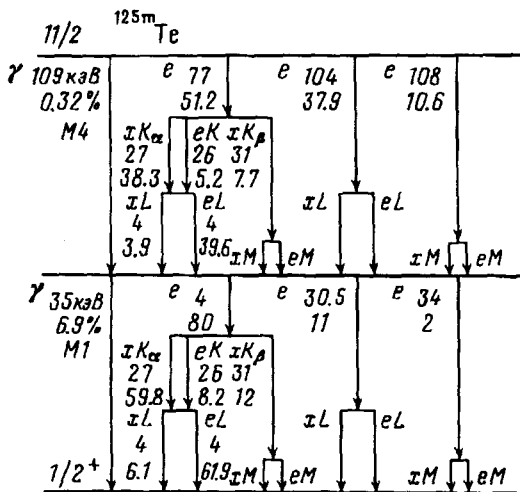 11/2 ¹²⁵ᵐTe
γ 109 кэВ e 77 e 104 e 108
0.32% 51.2 37.9 10.6
M4
xKα eK xKβ
27 26 31
38.3 5.2 7.7
xL eL xL eL
4 4
3.9 39.6 xM eM xM eM
γ 35 кэВ e 4 e 30.5 e 34
6.9% 80 11 2
M1
xKα eK xKβ
27 26 31
59.8 8.2 12
xL eL xL eL
4 4
1/2⁺ 6.1 61.9 xM eM xM eM